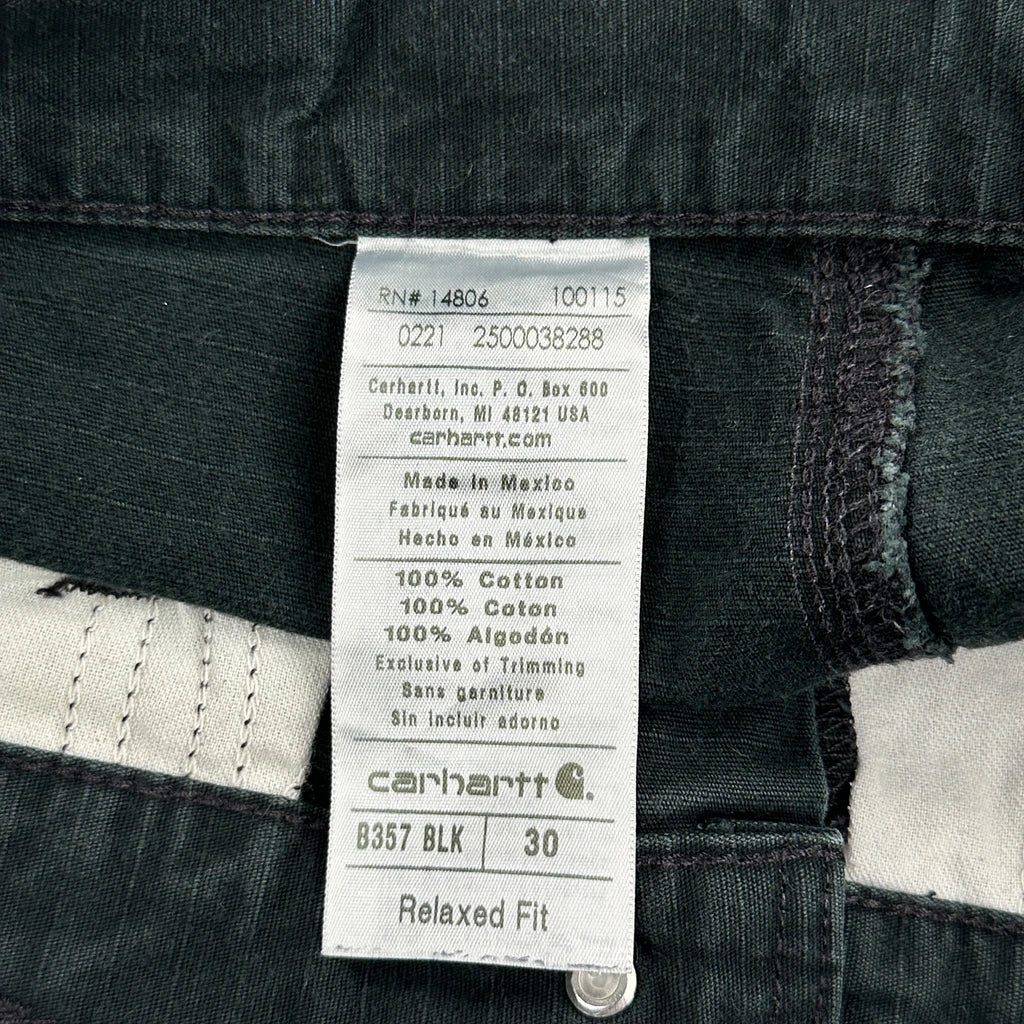 RN# 14806 100115
0221 2500038288
Carhartt, Inc. P. O. Box 600
Dearborn, MI 48121 USA
carhartt.com
Made in Mexico
Fabriqué au Mexique
Hecho en México
100% Cotton
100% Coton
100% Algodón
Exclusive of Trimming
Sans garniture
Sin incluir adorno
carhartt
B357 BLK 30
Relaxed Fit